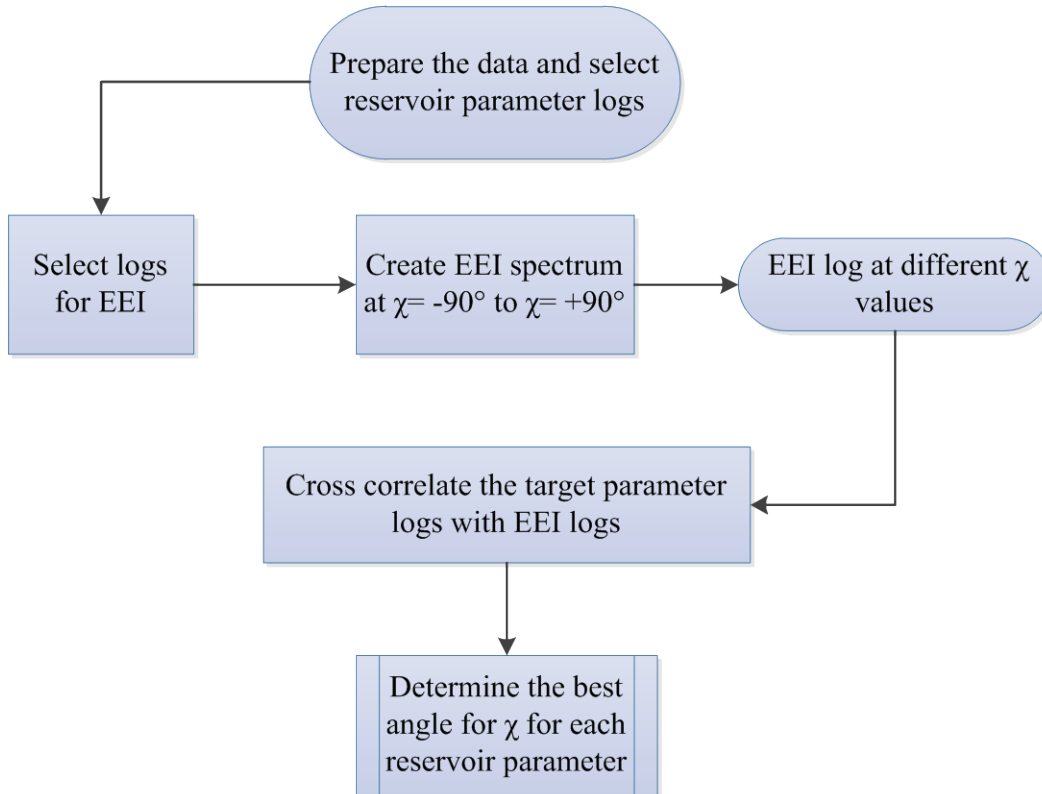 Prepare the data and select
reservoir parameter logs
Select logs
for EEI
Create EEI spectrum
at χ= -90° to χ= +90°
EEI log at different χ
values
Cross correlate the target parameter
logs with EEI logs
Determine the best
angle for χ for each
reservoir parameter